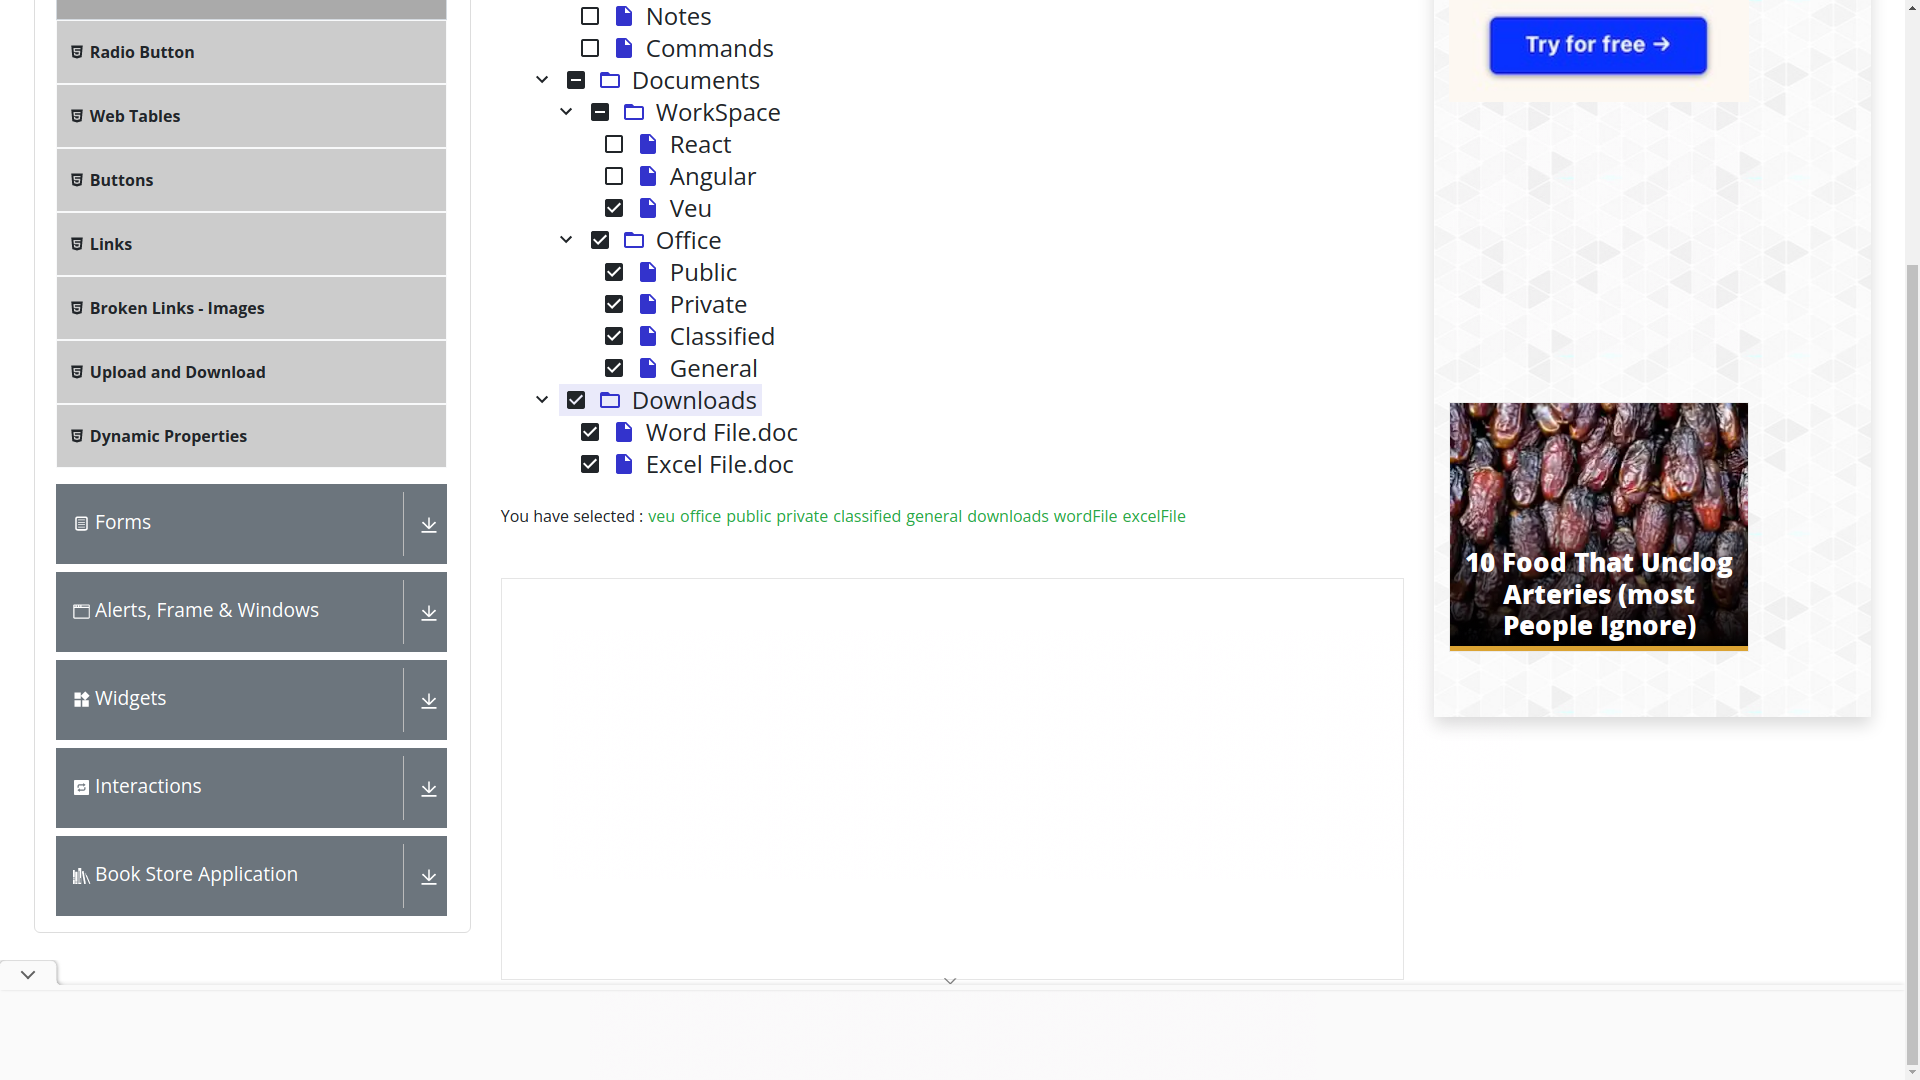 Radio Button
Web Tables
Buttons
Links
Broken Links - Images
Upload and Download
Dynamic Properties
Forms
Alerts, Frame & Windows
Widgets
Interactions
Book Store Application
Notes
Commands
Documents
WorkSpace
React
Angular
Veu
Office
Public
Private
Classified
General
Downloads
Word File.doc
Excel File.doc
You have selected : veu office public private classified general downloads wordFile excelFile
Try for free →
10 Food That Unclog
Arteries (most
People Ignore)